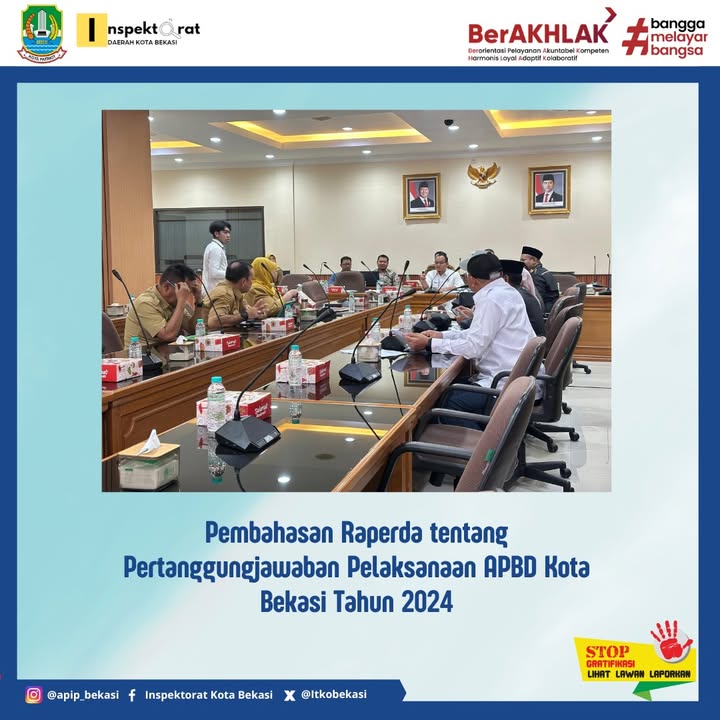 Inspektorat
DAERAH KOTA BEKASI
BerAKHLAK
Berorientasi Pelayanan Akuntabel Kompeten
Harmonis Loyal Adaptif Kolaboratif
#bangga
melayani
bangsa
Pembahasan Raperda tentang
Pertanggungjawaban Pelaksanaan APBD Kota
Bekasi Tahun 2024
STOP
GRATIFIKASI
LIHAT LAWAN LAPORKAN
@apip_bekasi
Inspektorat Kota Bekasi
@Itkobekasi